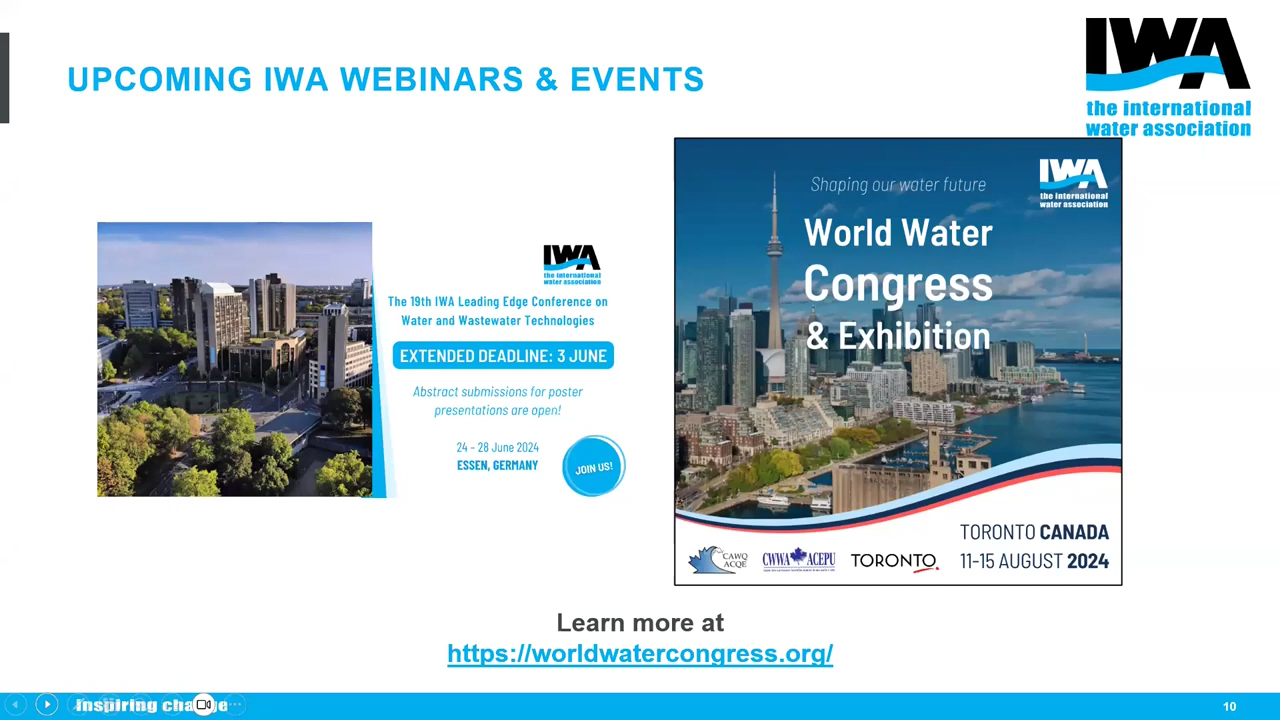 UPCOMING IWA WEBINARS & EVENTS
IWA
the international
water association
IWA
the international
water association
The 19th IWA Leading Edge Conference on
Water and Wastewater Technologies
EXTENDED DEADLINE: 3 JUNE
Abstract submissions for poster
presentations are open!
24 – 28 June 2024
ESSEN, GERMANY
JOIN US!
Shaping our water future
IWA
the international
water association
World Water
Congress
& Exhibition
TORONTO CANADA
11-15 AUGUST 2024
CAWQ
ACQE
CWWA ACEPU
TORONTO
Learn more at
https://worldwatercongress.org/
Inspiring change
10